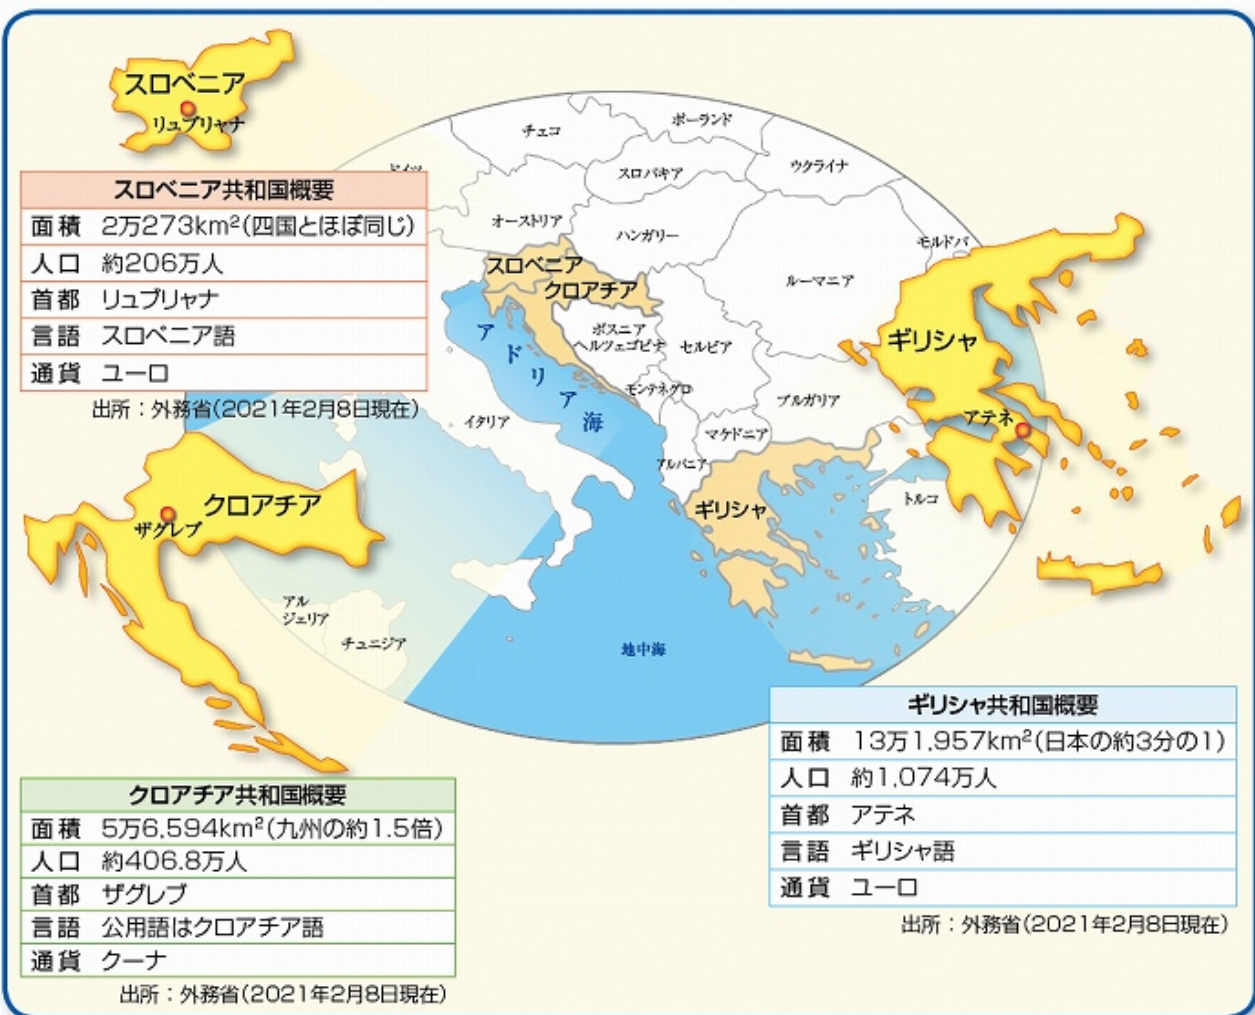 スロベニア
リュブリャナ
スロベニア共和国概要
面積 2万273km²(四国とほぼ同じ)
人口 約206万人
首都 リュブリャナ
言語 スロベニア語
通貨 ユーロ
出所：外務省(2021年2月8日現在)
チェコ
ポーランド
ドイツ
スロバキア
ウクライナ
オーストリア
ハンガリー
モルドバ
スロベニア
クロアチア
ルーマニア
アドリア海
ボスニア
ヘルツェゴビナ
セルビア
モンテネグロ
ブルガリア
イタリア
マケドニア
アルバニア
ギリシャ
トルコ
アル
ジェリア
チュニジア
地中海
ギリシャ
アテネ
クロアチア
ザグレブ
ギリシャ共和国概要
面積 13万1,957km²(日本の約3分の1)
人口 約1,074万人
首都 アテネ
言語 ギリシャ語
通貨 ユーロ
出所：外務省(2021年2月8日現在)
クロアチア共和国概要
面積 5万6,594km²(九州の約1.5倍)
人口 約406.8万人
首都 ザグレブ
言語 公用語はクロアチア語
通貨 クーナ
出所：外務省(2021年2月8日現在)